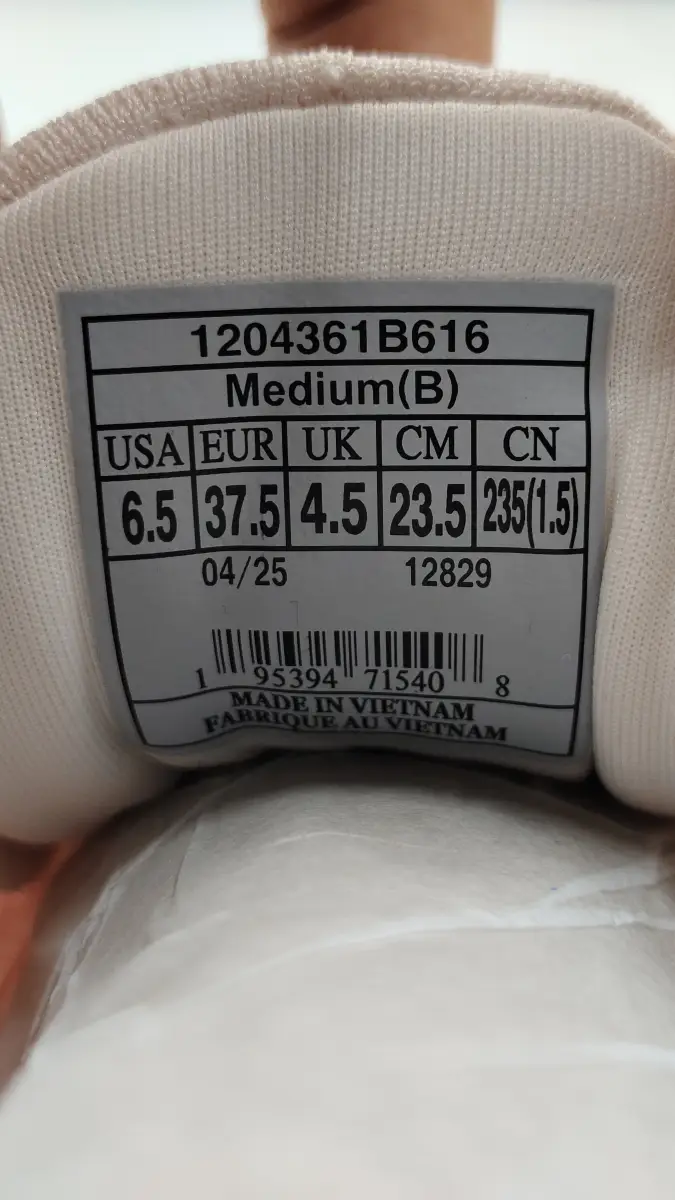 1204361B616
Medium(B)
USA EUR UK CM CN
6.5 37.5 4.5 23.5 235(1.5)
04/25 12829
1 95394 71540 8
MADE IN VIETNAM
FABRIQUE AU VIETNAM